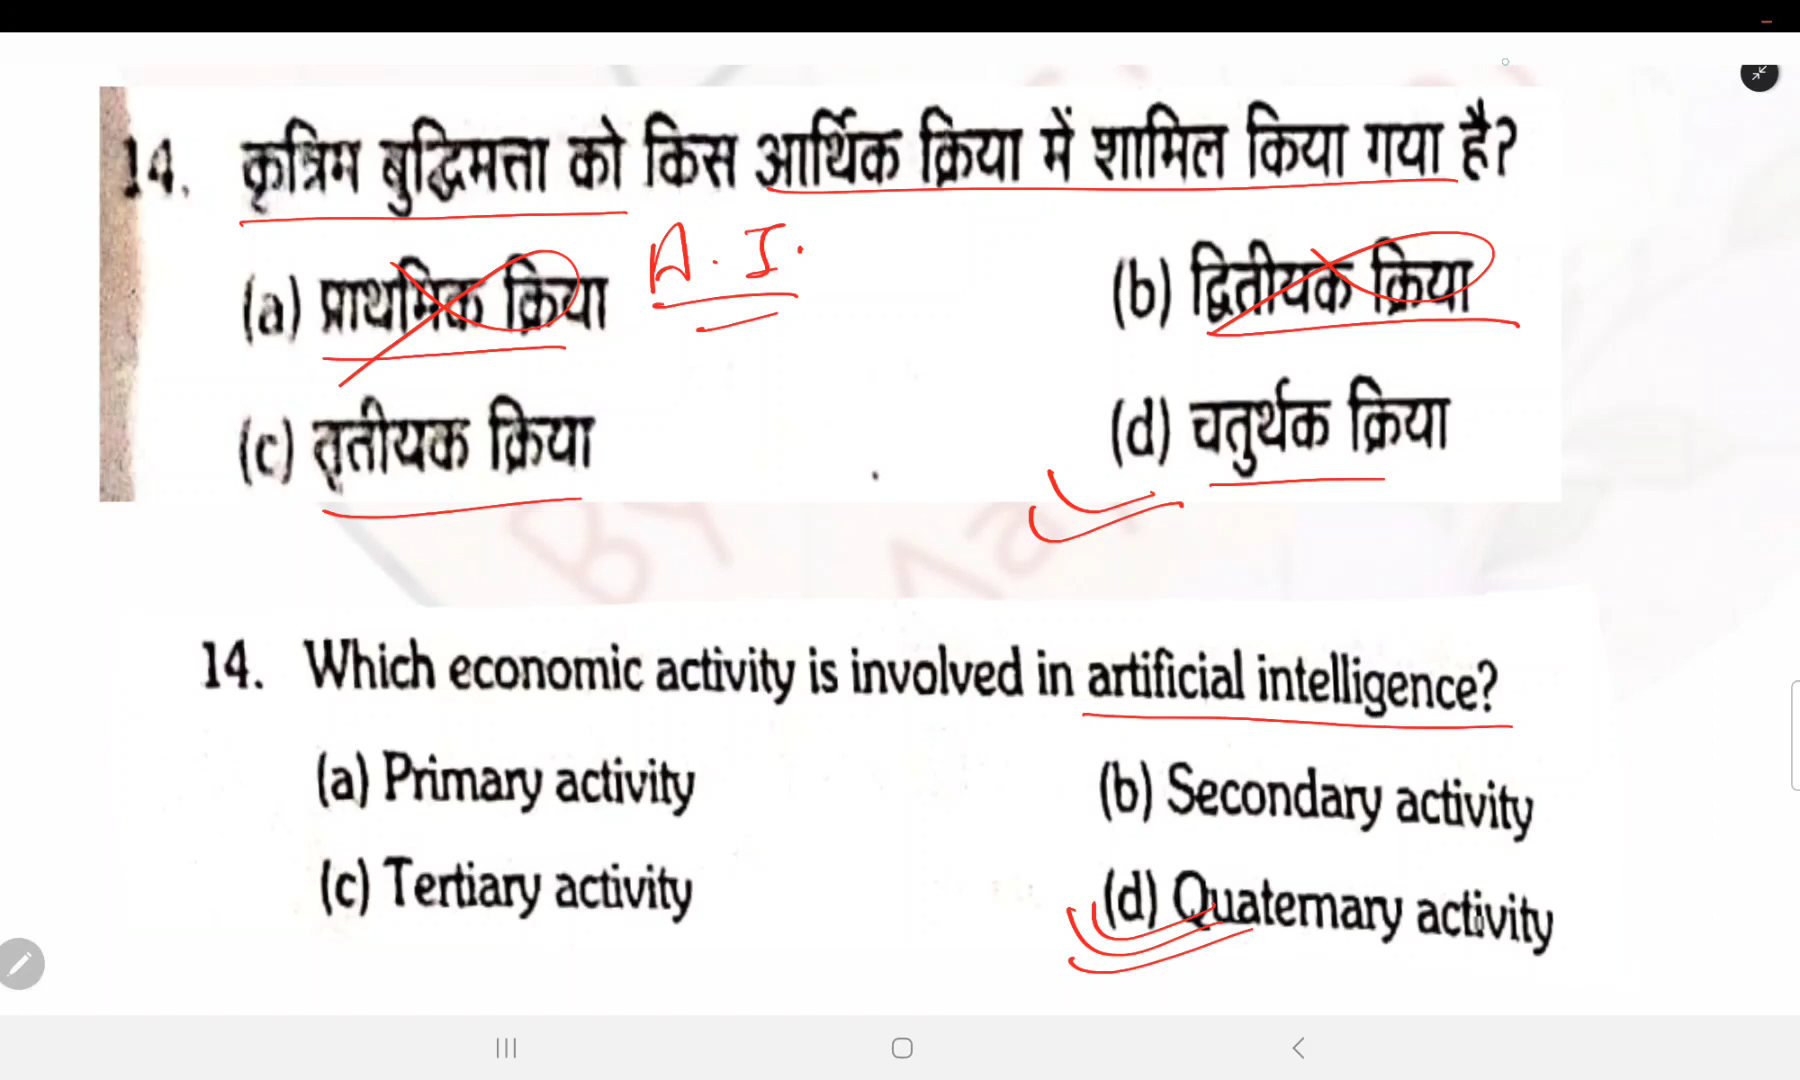 14. कृत्रिम बुद्धिमत्ता को किस आर्थिक क्रिया में शामिल किया गया है?
A.I.
(a) प्राथमिक क्रिया (b) द्वितीयक क्रिया
(c) तृतीयक क्रिया (d) चतुर्थक क्रिया
By
14. Which economic activity is involved in artificial intelligence?
(a) Primary activity (b) Secondary activity
(c) Tertiary activity (d) Quaternary activity